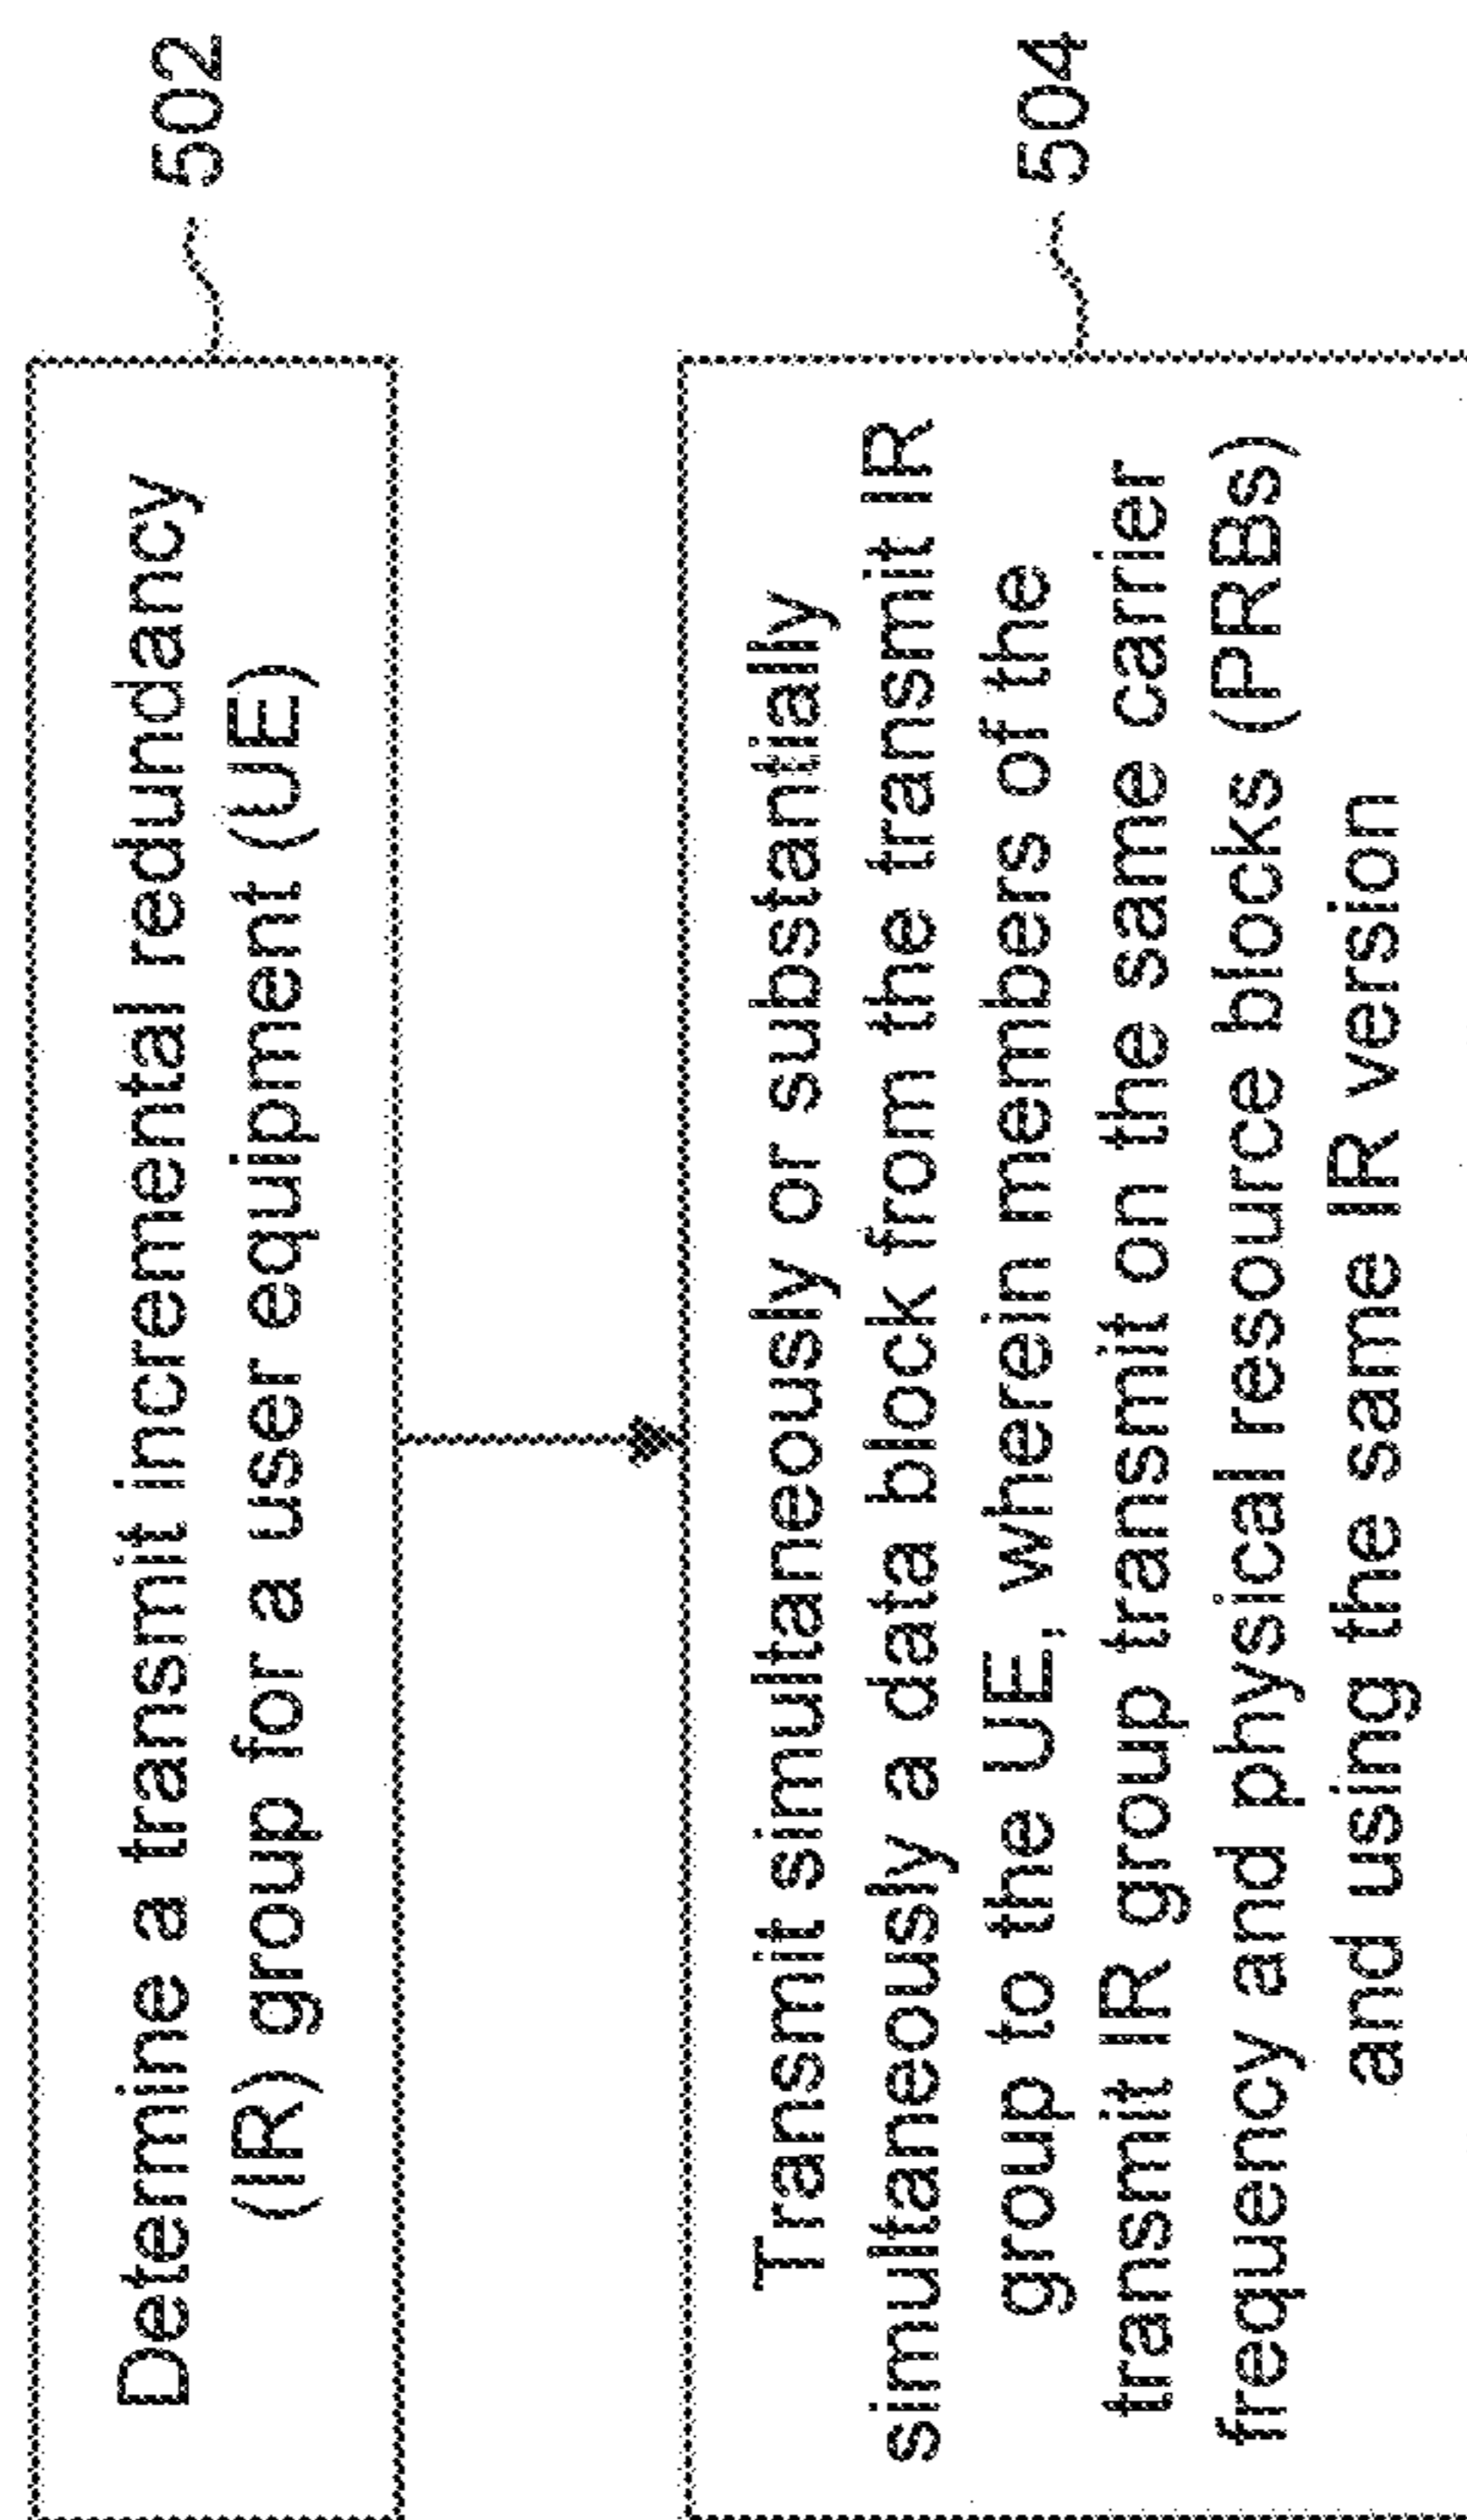 Determine a transmit incremental redundancy
(IR) group for a user equipment (UE)
502
Transmit simultaneously or substantially
simultaneously a data block from the transmit IR
group to the UE, wherein members of the
transmit IR group transmit on the same carrier
frequency and physical resource blocks (PRBs)
and using the same IR version
504